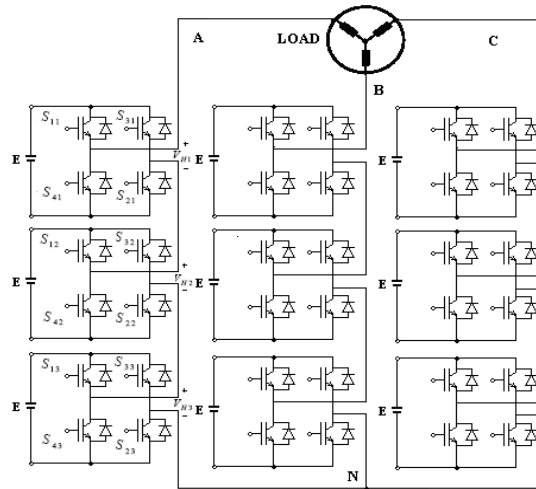 A
LOAD
C
B
S11 S31
+
E
VH1
E
E
−
S41 S21
S12 S32
+
E
VH2
E
E
−
S42 S22
S13 S33
+
E
VH3
E
E
−
S43 S23
N